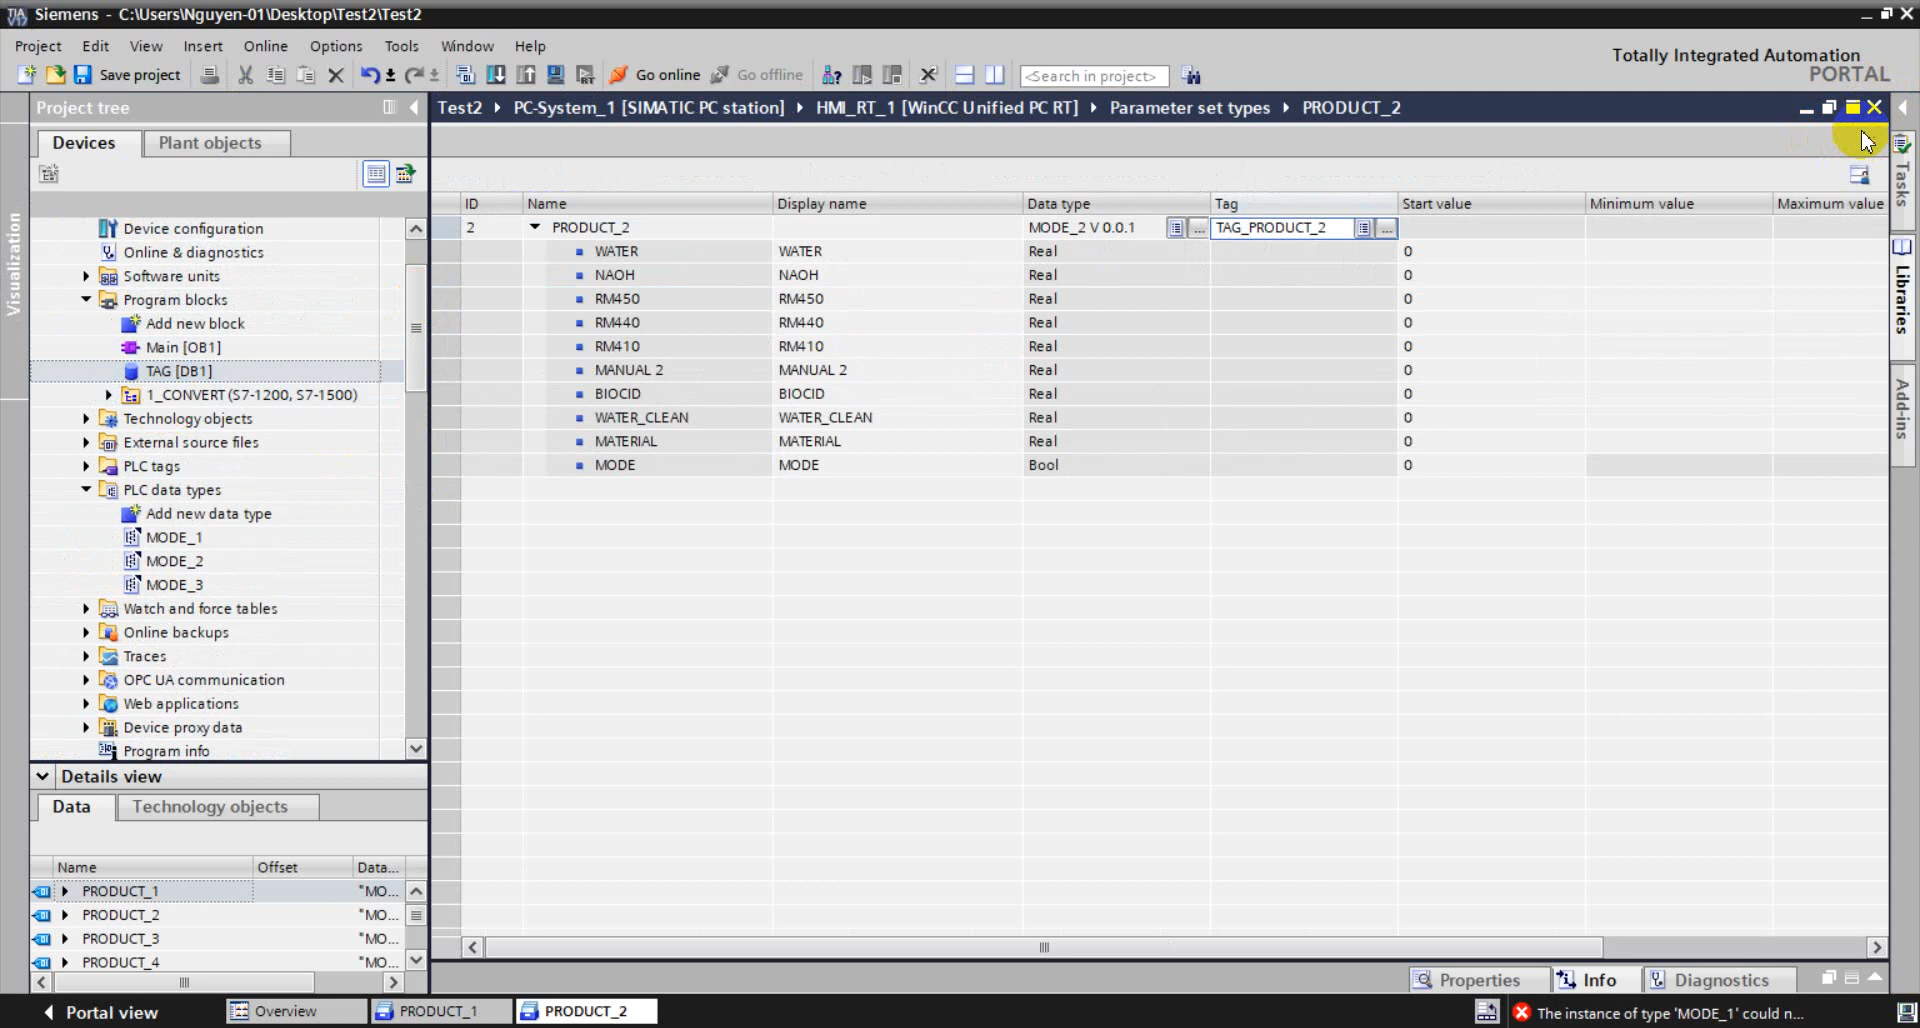 Siemens - C:\Users\Nguyen-01\Desktop\Test2\Test2
Project Edit View Insert Online Options Tools Window Help
Totally Integrated Automation
PORTAL
Save project
Go online
Go offline
<Search in project>
Project tree
Test2 PC-System_1 [SIMATIC PC station] HMI_RT_1 [WinCC Unified PC RT] Parameter set types PRODUCT_2
Devices
Plant objects
Visualization
Device configuration
Online & diagnostics
Software units
Program blocks
Add new block
Main [OB1]
TAG [DB1]
1_CONVERT (S7-1200, S7-1500)
Technology objects
External source files
PLC tags
PLC data types
Add new data type
MODE_1
MODE_2
MODE_3
Watch and force tables
Online backups
Traces
OPC UA communication
Web applications
Device proxy data
Program info
ID Name Display name Data type Tag Start value Minimum value Maximum value
2 PRODUCT_2 MODE_2 V 0.0.1 ... TAG_PRODUCT_2 ...
WATER WATER Real 0
NAOH NAOH Real 0
RM450 RM450 Real 0
RM440 RM440 Real 0
RM410 RM410 Real 0
MANUAL 2 MANUAL 2 Real 0
BIOCID BIOCID Real 0
WATER_CLEAN WATER_CLEAN Real 0
MATERIAL MATERIAL Real 0
MODE MODE Bool 0
Tasks
Libraries
Add-ins
Details view
Data
Technology objects
Name Offset Data...
PRODUCT_1 "MO...
PRODUCT_2 "MO...
PRODUCT_3 "MO...
PRODUCT_4 "MO...
Properties
Info
Diagnostics
Portal view
Overview
PRODUCT_1
PRODUCT_2
The instance of type 'MODE_1' could n...